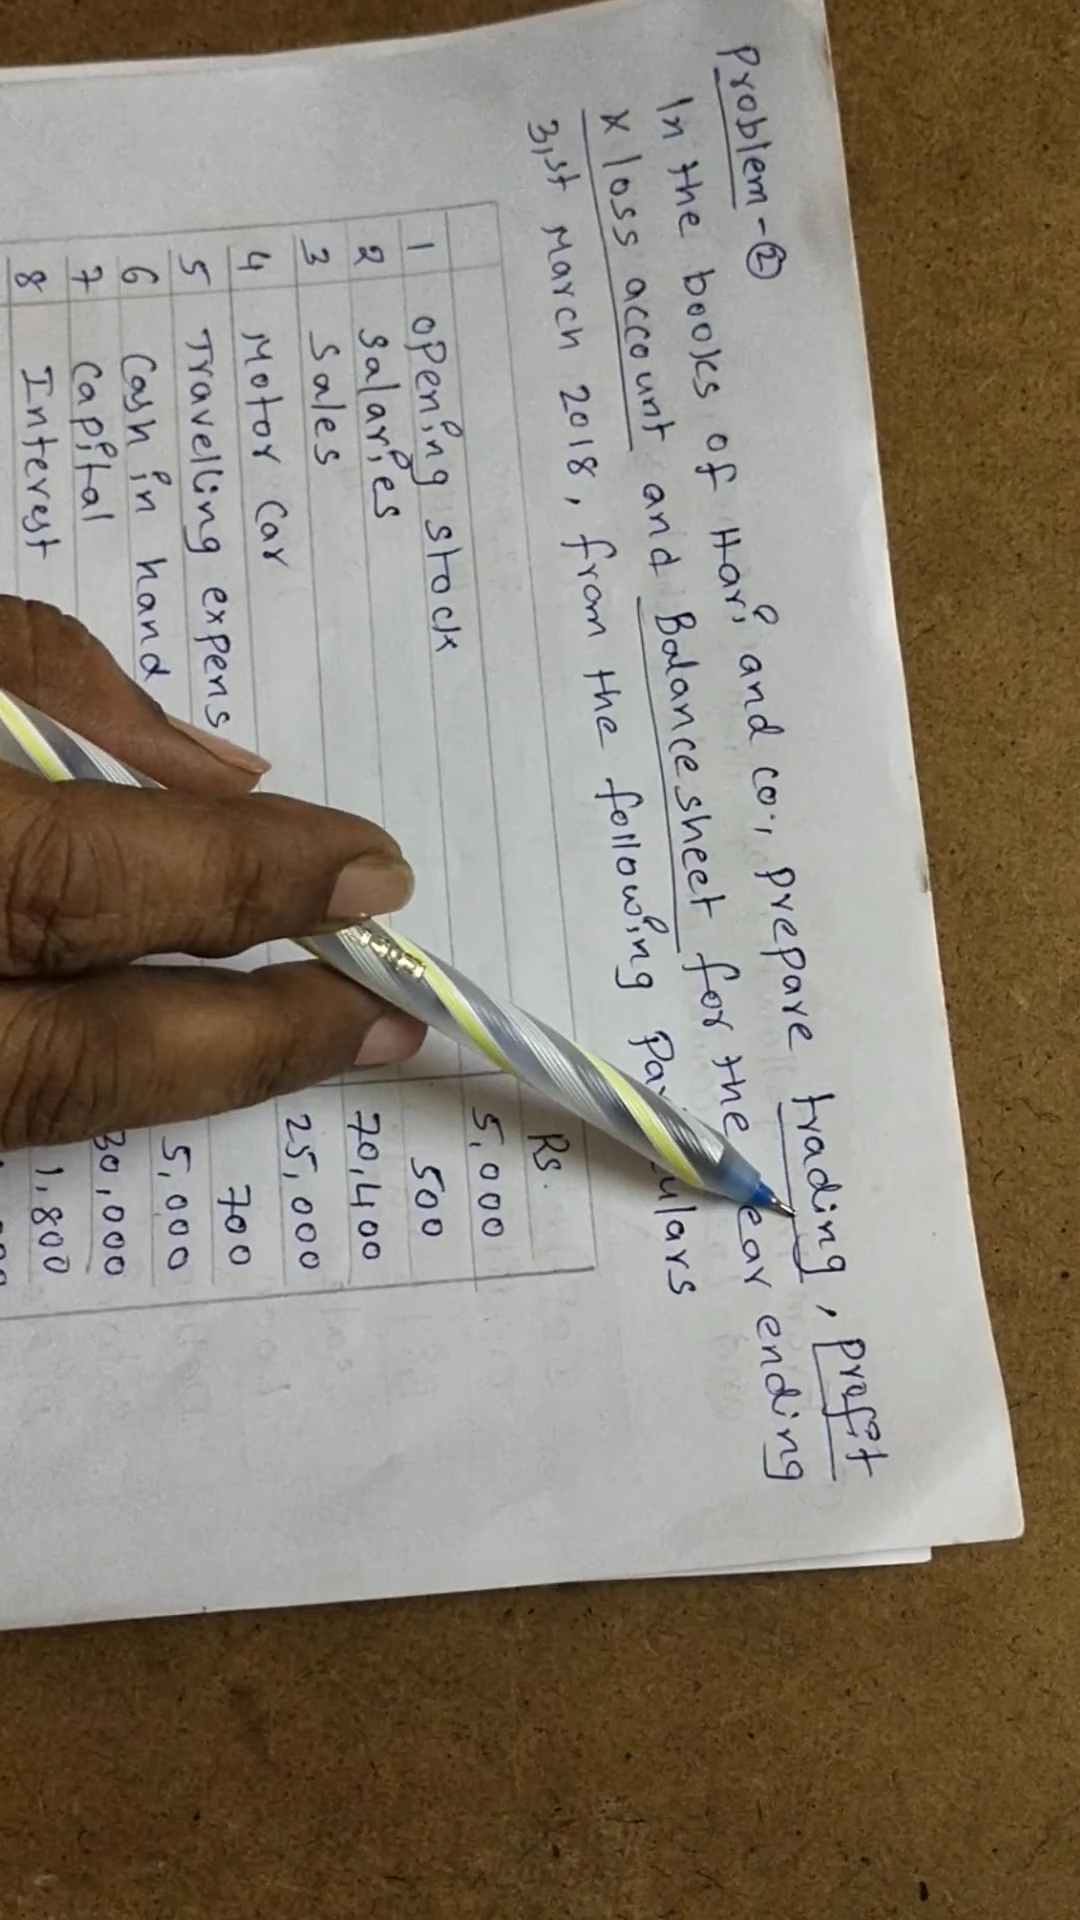 Problem-②
In the books of Hari and co., prepare trading, profit
x loss account and Balance sheet for the year ending
31st March 2018, from the following
Rs.
1 opening stock 5,000
2 salaries 500
3 Sales 70,400
4 Motor Car 25,000
5 Travelling expens 700
6 Cash in hand 5,000
7 Capital 30,000
8 Interest 1,800